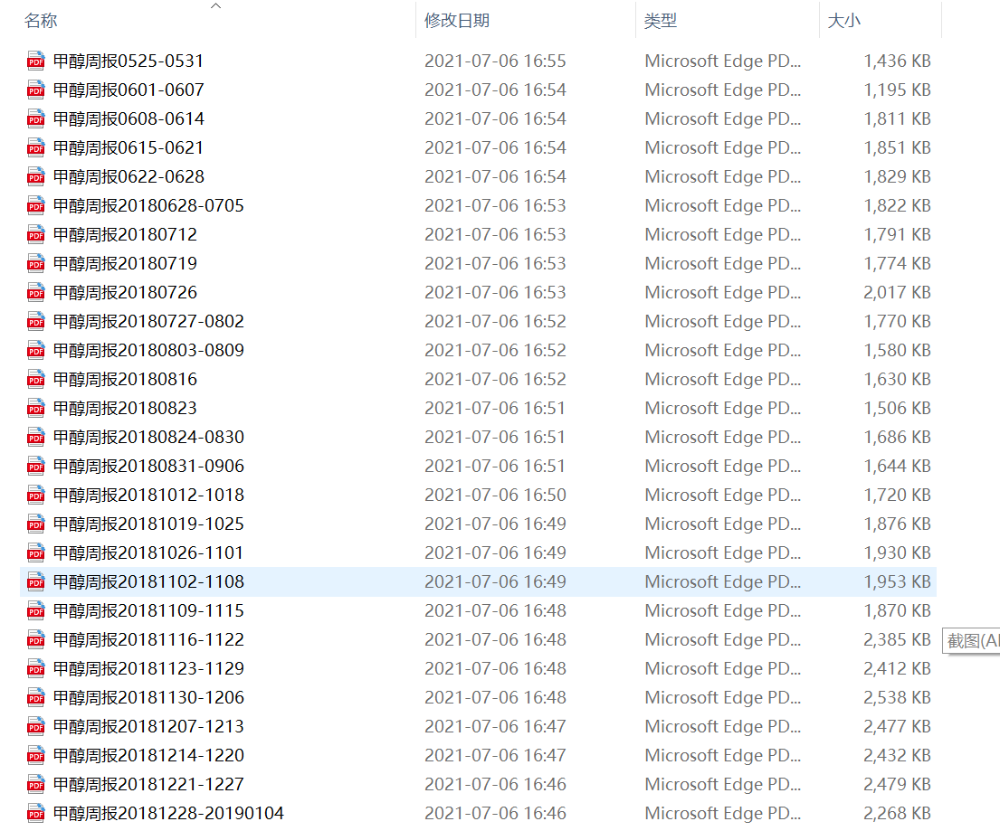 名称 修改日期 类型 大小
甲醇周报0525-0531 2021-07-06 16:55 Microsoft Edge PD... 1,436 KB
甲醇周报0601-0607 2021-07-06 16:54 Microsoft Edge PD... 1,195 KB
甲醇周报0608-0614 2021-07-06 16:54 Microsoft Edge PD... 1,811 KB
甲醇周报0615-0621 2021-07-06 16:54 Microsoft Edge PD... 1,851 KB
甲醇周报0622-0628 2021-07-06 16:54 Microsoft Edge PD... 1,829 KB
甲醇周报20180628-0705 2021-07-06 16:53 Microsoft Edge PD... 1,822 KB
甲醇周报20180712 2021-07-06 16:53 Microsoft Edge PD... 1,791 KB
甲醇周报20180719 2021-07-06 16:53 Microsoft Edge PD... 1,774 KB
甲醇周报20180726 2021-07-06 16:53 Microsoft Edge PD... 2,017 KB
甲醇周报20180727-0802 2021-07-06 16:52 Microsoft Edge PD... 1,770 KB
甲醇周报20180803-0809 2021-07-06 16:52 Microsoft Edge PD... 1,580 KB
甲醇周报20180816 2021-07-06 16:52 Microsoft Edge PD... 1,630 KB
甲醇周报20180823 2021-07-06 16:51 Microsoft Edge PD... 1,506 KB
甲醇周报20180824-0830 2021-07-06 16:51 Microsoft Edge PD... 1,686 KB
甲醇周报20180831-0906 2021-07-06 16:51 Microsoft Edge PD... 1,644 KB
甲醇周报20181012-1018 2021-07-06 16:50 Microsoft Edge PD... 1,720 KB
甲醇周报20181019-1025 2021-07-06 16:49 Microsoft Edge PD... 1,876 KB
甲醇周报20181026-1101 2021-07-06 16:49 Microsoft Edge PD... 1,930 KB
甲醇周报20181102-1108 2021-07-06 16:49 Microsoft Edge PD... 1,953 KB
甲醇周报20181109-1115 2021-07-06 16:48 Microsoft Edge PD... 1,870 KB
甲醇周报20181116-1122 2021-07-06 16:48 Microsoft Edge PD... 2,385 KB
截图(Al
甲醇周报20181123-1129 2021-07-06 16:48 Microsoft Edge PD... 2,412 KB
甲醇周报20181130-1206 2021-07-06 16:48 Microsoft Edge PD... 2,538 KB
甲醇周报20181207-1213 2021-07-06 16:47 Microsoft Edge PD... 2,477 KB
甲醇周报20181214-1220 2021-07-06 16:47 Microsoft Edge PD... 2,432 KB
甲醇周报20181221-1227 2021-07-06 16:46 Microsoft Edge PD... 2,479 KB
甲醇周报20181228-20190104 2021-07-06 16:46 Microsoft Edge PD... 2,268 KB